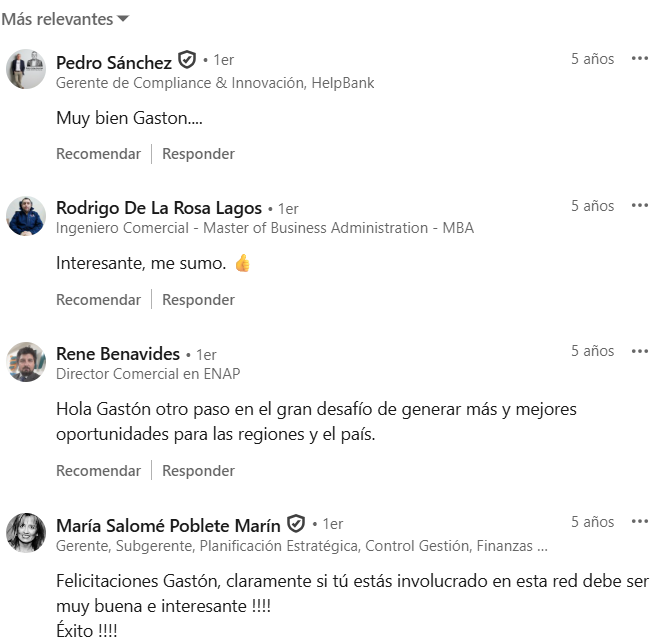 Más relevantes
Pedro Sánchez • 1er 5 años
Gerente de Compliance & Innovación, HelpBank
Muy bien Gaston....
Recomendar Responder
Rodrigo De La Rosa Lagos • 1er 5 años
Ingeniero Comercial - Master of Business Administration - MBA
Interesante, me sumo. 👍
Recomendar Responder
Rene Benavides • 1er 5 años
Director Comercial en ENAP
Hola Gastón otro paso en el gran desafío de generar más y mejores
oportunidades para las regiones y el país.
Recomendar Responder
María Salomé Poblete Marín • 1er 5 años
Gerente, Subgerente, Planificación Estratégica, Control Gestión, Finanzas ...
Felicitaciones Gastón, claramente si tú estás involucrado en esta red debe ser
muy buena e interesante !!!!
Éxito !!!!